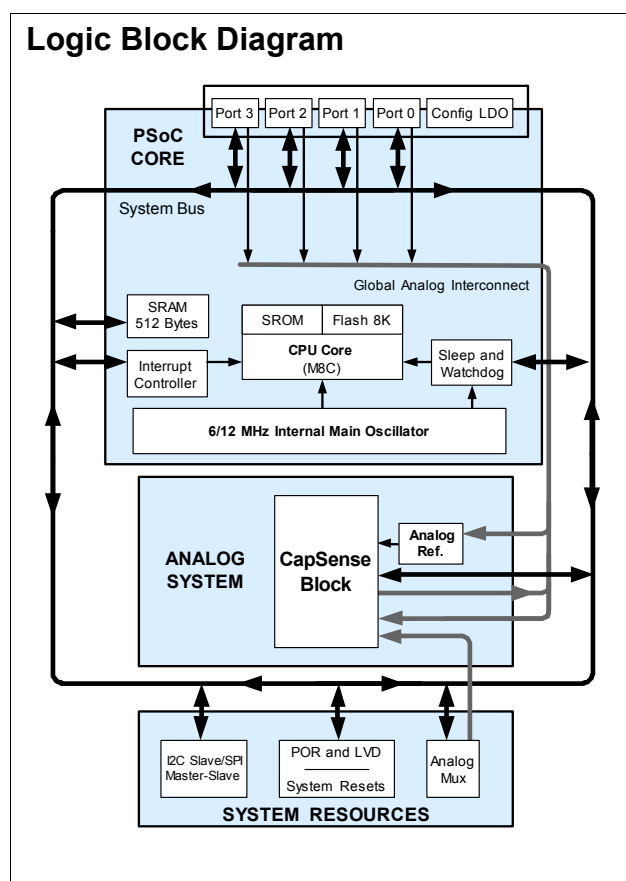 Logic Block Diagram
Port 3
Port 2
Port 1
Port 0
Config LDO
PSoC
CORE
System Bus
Global Analog Interconnect
SRAM
512 Bytes
SROM
Flash 8K
CPU Core
(M8C)
Interrupt
Controller
Sleep and
Watchdog
6/12 MHz Internal Main Oscillator
ANALOG
SYSTEM
CapSense
Block
Analog
Ref.
I2C Slave/SPI
Master-Slave
POR and LVD
System Resets
Analog
Mux
SYSTEM RESOURCES